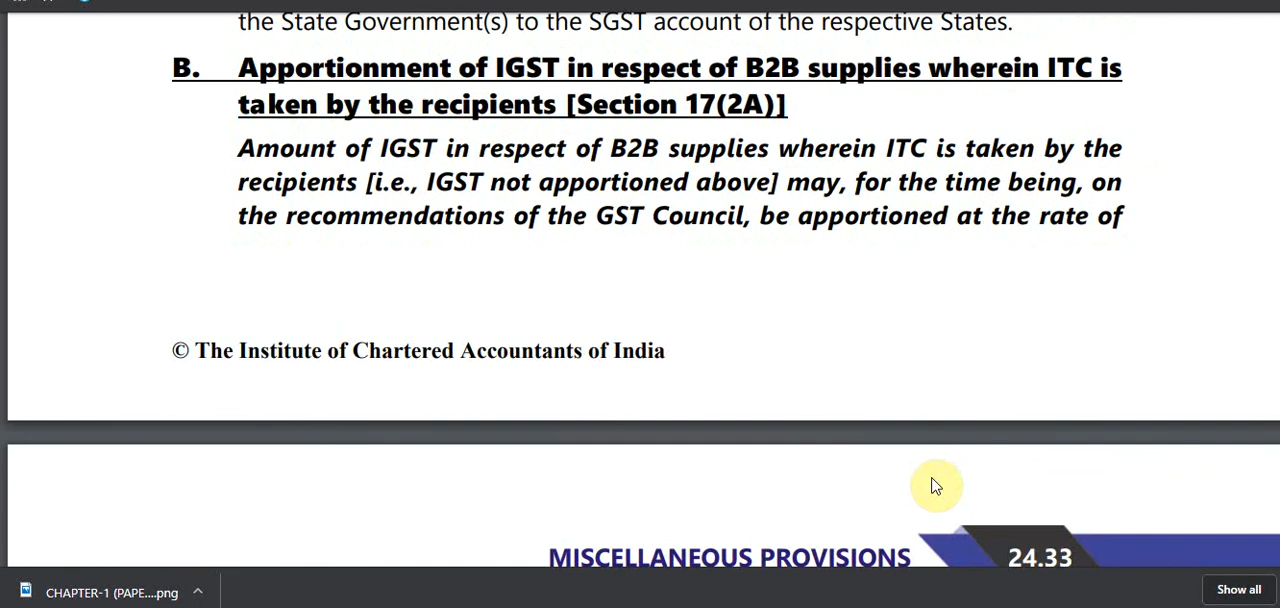 the State Government(s) to the SGST account of the respective States.
B. Apportionment of IGST in respect of B2B supplies wherein ITC is
taken by the recipients [Section 17(2A)]
Amount of IGST in respect of B2B supplies wherein ITC is taken by the
recipients [i.e., IGST not apportioned above] may, for the time being, on
the recommendations of the GST Council, be apportioned at the rate of
© The Institute of Chartered Accountants of India
MISCELLANEOUS PROVISIONS 24.33
CHAPTER-1 (PAPE....png
Show all